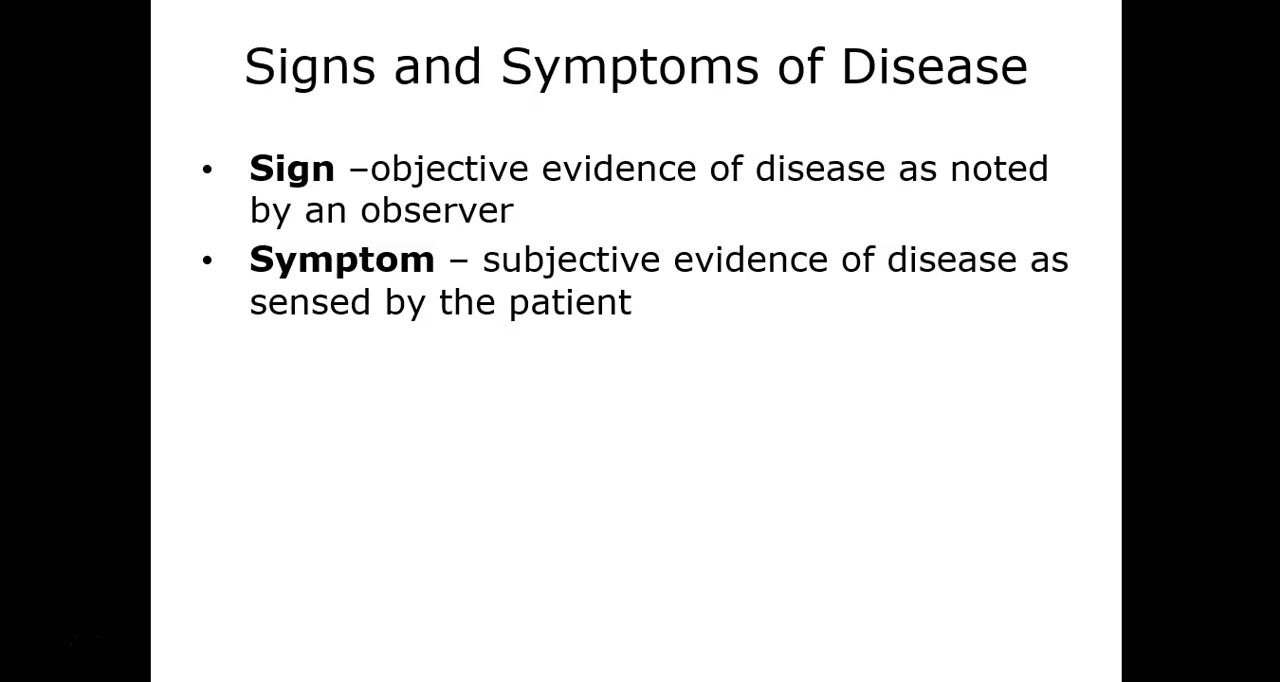 Signs and Symptoms of Disease
• Sign –objective evidence of disease as noted
by an observer
• Symptom – subjective evidence of disease as
sensed by the patient